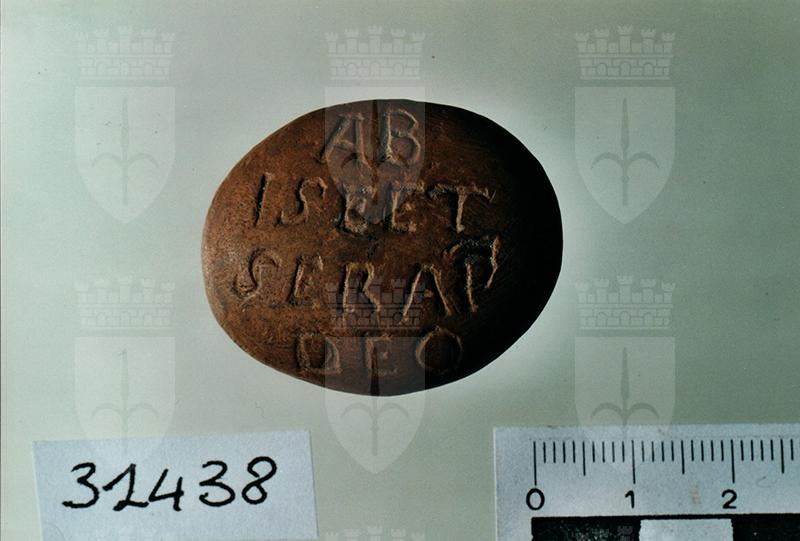 AB
ISEET
SERAP
DEO
31438
0 1 2